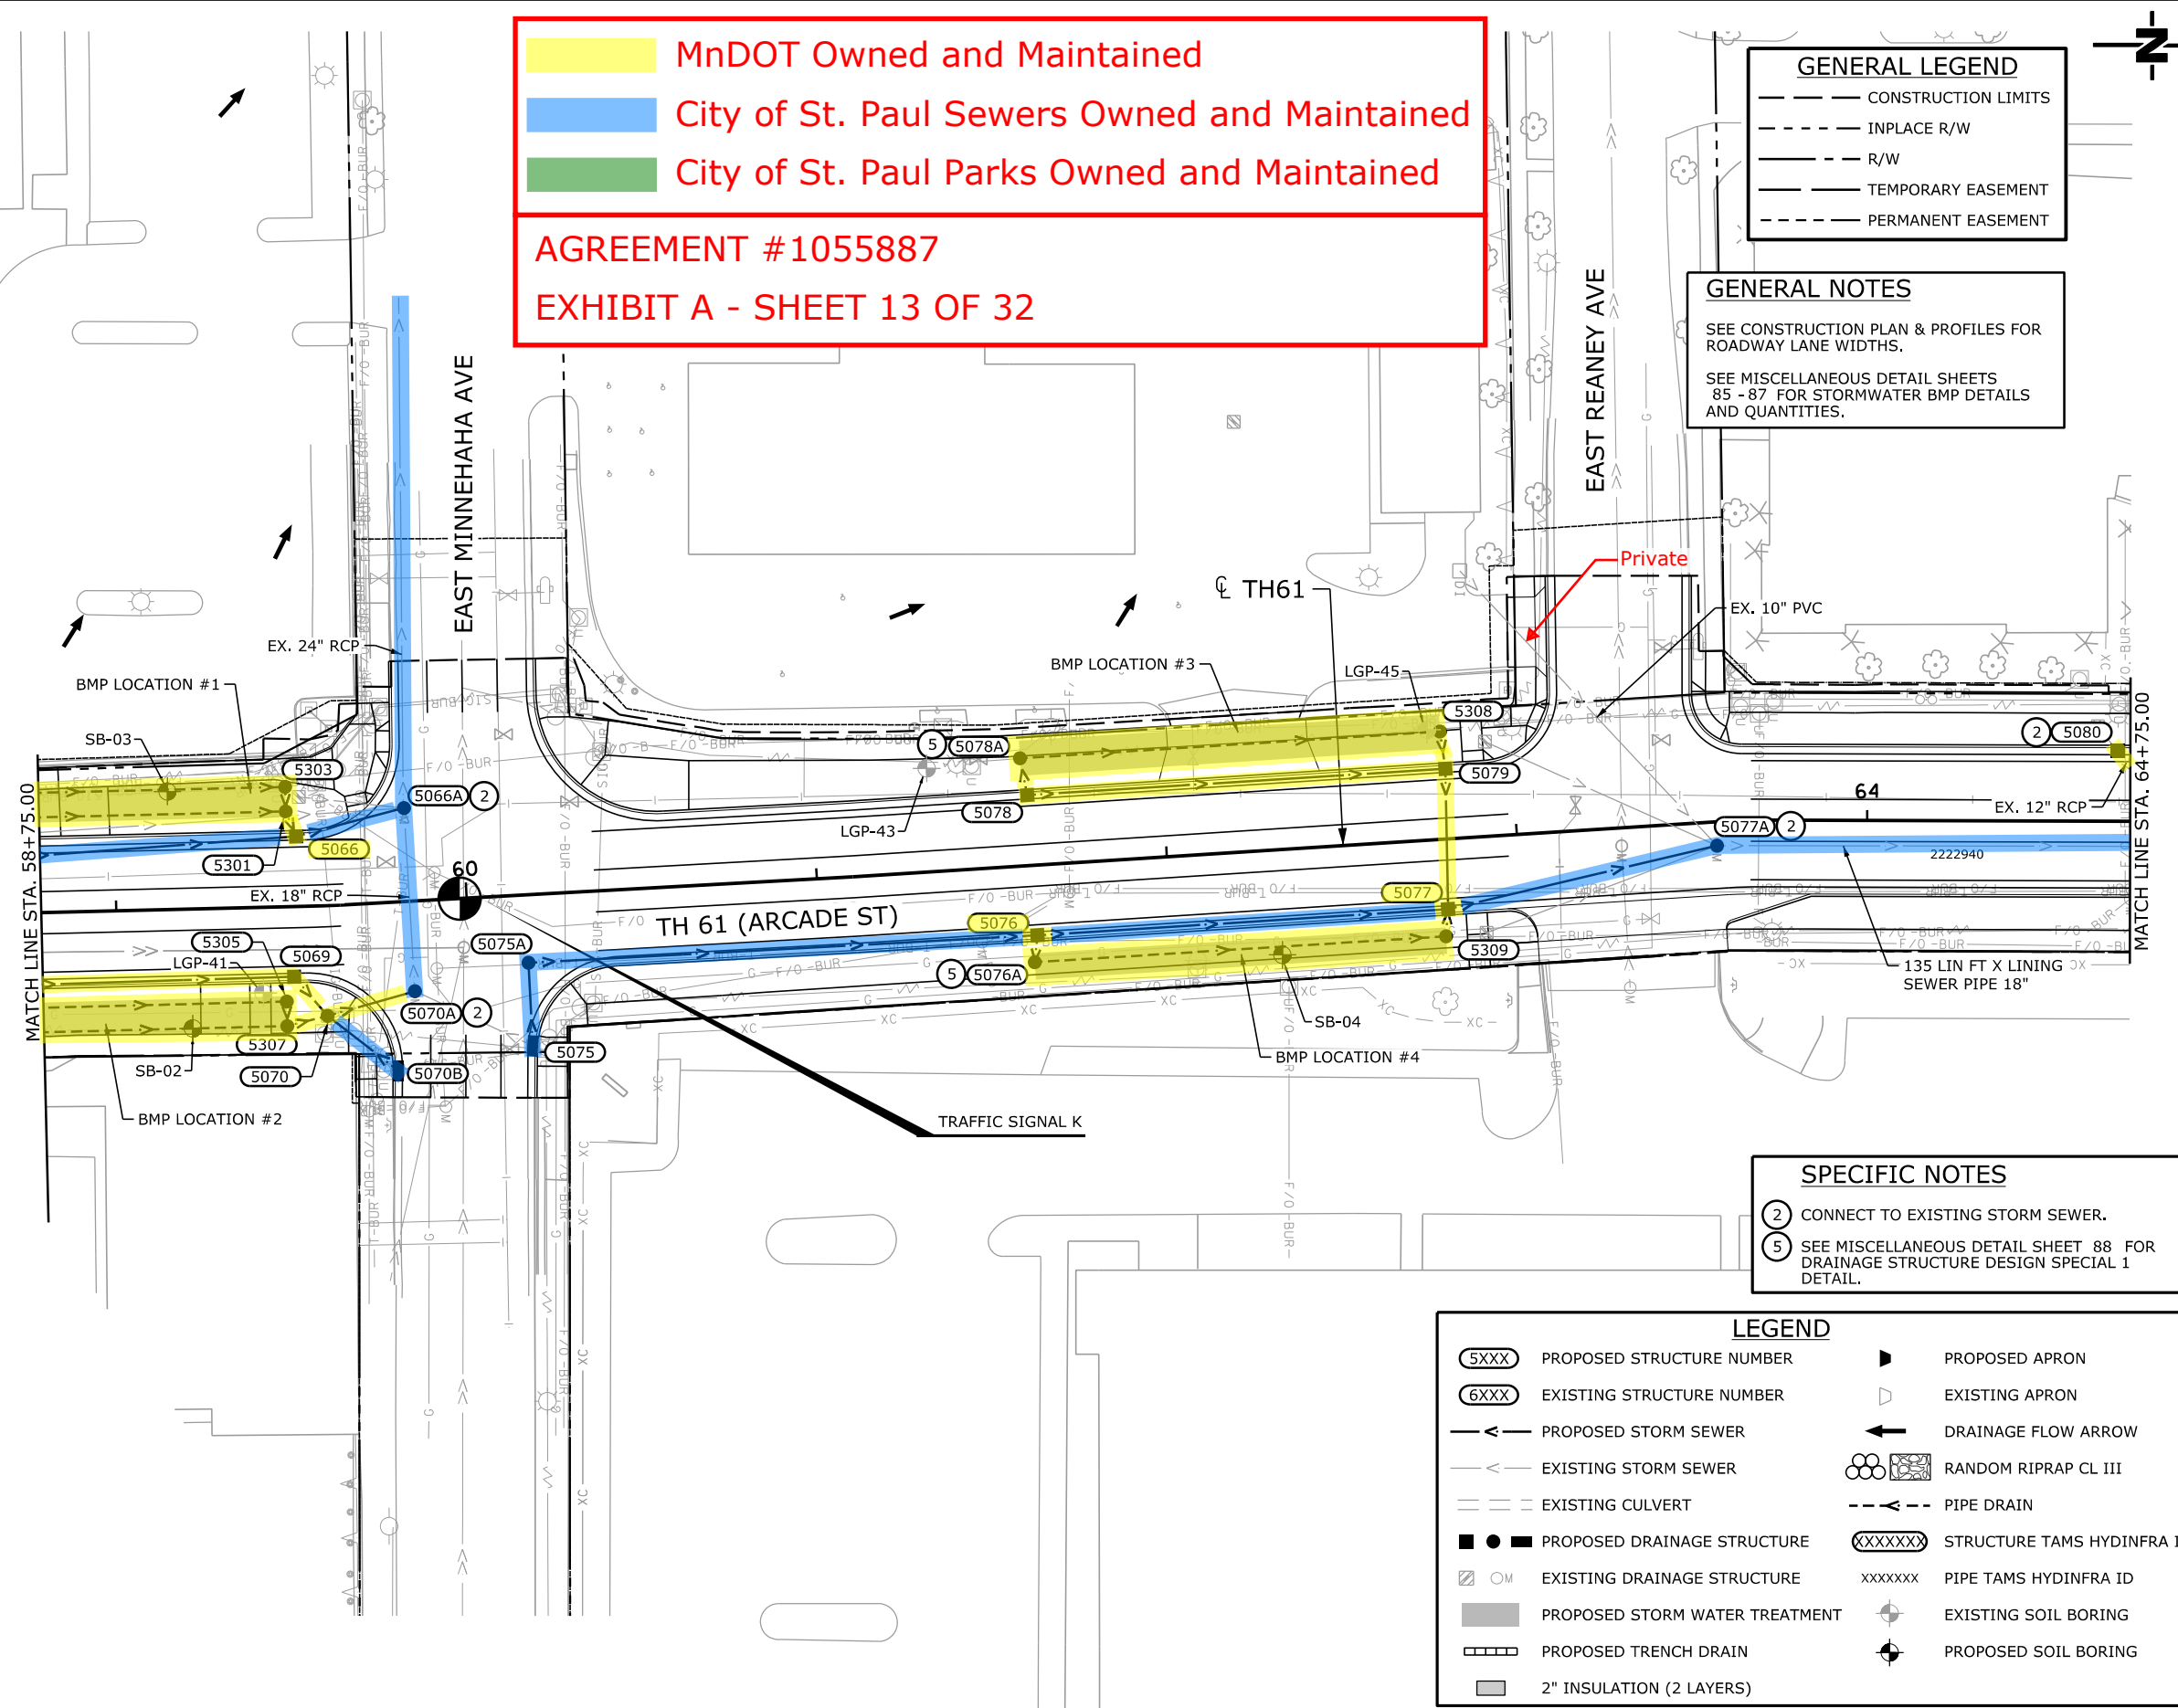 MnDOT Owned and Maintained
City of St. Paul Sewers Owned and Maintained
City of St. Paul Parks Owned and Maintained
AGREEMENT #1055887
EXHIBIT A - SHEET 13 OF 32
N
GENERAL LEGEND
CONSTRUCTION LIMITS
INPLACE R/W
R/W
TEMPORARY EASEMENT
PERMANENT EASEMENT
GENERAL NOTES
SEE CONSTRUCTION PLAN & PROFILES FOR
ROADWAY LANE WIDTHS.
SEE MISCELLANEOUS DETAIL SHEETS
85 - 87 FOR STORMWATER BMP DETAILS
AND QUANTITIES.
EAST MINNEHAHA AVE
EAST REANEY AVE
Private
℄ TH61
EX. 10" PVC
EX. 24" RCP
BMP LOCATION #1
BMP LOCATION #3
LGP-45
SB-03
5303
5308
5 5078A
2 5080
5066A 2
5079
5078
MATCH LINE STA. 58+75.00
MATCH LINE STA. 64+75.00
64
EX. 12" RCP
LGP-43
5077A 2
5066
5301
2222940
60
EX. 18" RCP
5077
TH 61 (ARCADE ST)
5076
5305
5069
5075A
5309
LGP-41
5 5076A
135 LIN FT X LINING
SEWER PIPE 18"
5070A 2
SB-04
5307
5075
BMP LOCATION #4
SB-02
5070
5070B
BMP LOCATION #2
TRAFFIC SIGNAL K
SPECIFIC NOTES
2 CONNECT TO EXISTING STORM SEWER.
5 SEE MISCELLANEOUS DETAIL SHEET 88 FOR
DRAINAGE STRUCTURE DESIGN SPECIAL 1
DETAIL.
LEGEND
5XXX PROPOSED STRUCTURE NUMBER
PROPOSED APRON
6XXX EXISTING STRUCTURE NUMBER
EXISTING APRON
PROPOSED STORM SEWER
DRAINAGE FLOW ARROW
EXISTING STORM SEWER
RANDOM RIPRAP CL III
EXISTING CULVERT
PIPE DRAIN
PROPOSED DRAINAGE STRUCTURE
XXXXXXX STRUCTURE TAMS HYDINFRA I
M EXISTING DRAINAGE STRUCTURE
XXXXXXX PIPE TAMS HYDINFRA ID
PROPOSED STORM WATER TREATMENT
EXISTING SOIL BORING
PROPOSED TRENCH DRAIN
PROPOSED SOIL BORING
2" INSULATION (2 LAYERS)